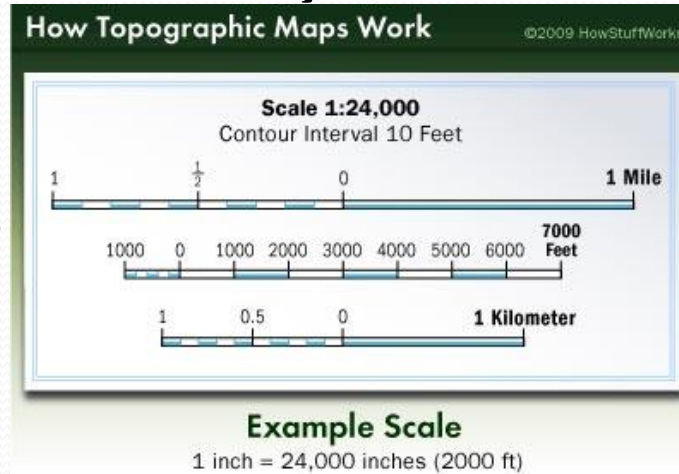 How Topographic Maps Work ©2009 HowStuffWorks
Scale 1:24,000
Contour Interval 10 Feet
1 ½ 0 1 Mile
1000 0 1000 2000 3000 4000 5000 6000 7000 Feet
1 0.5 0 1 Kilometer
Example Scale
1 inch = 24,000 inches (2000 ft)